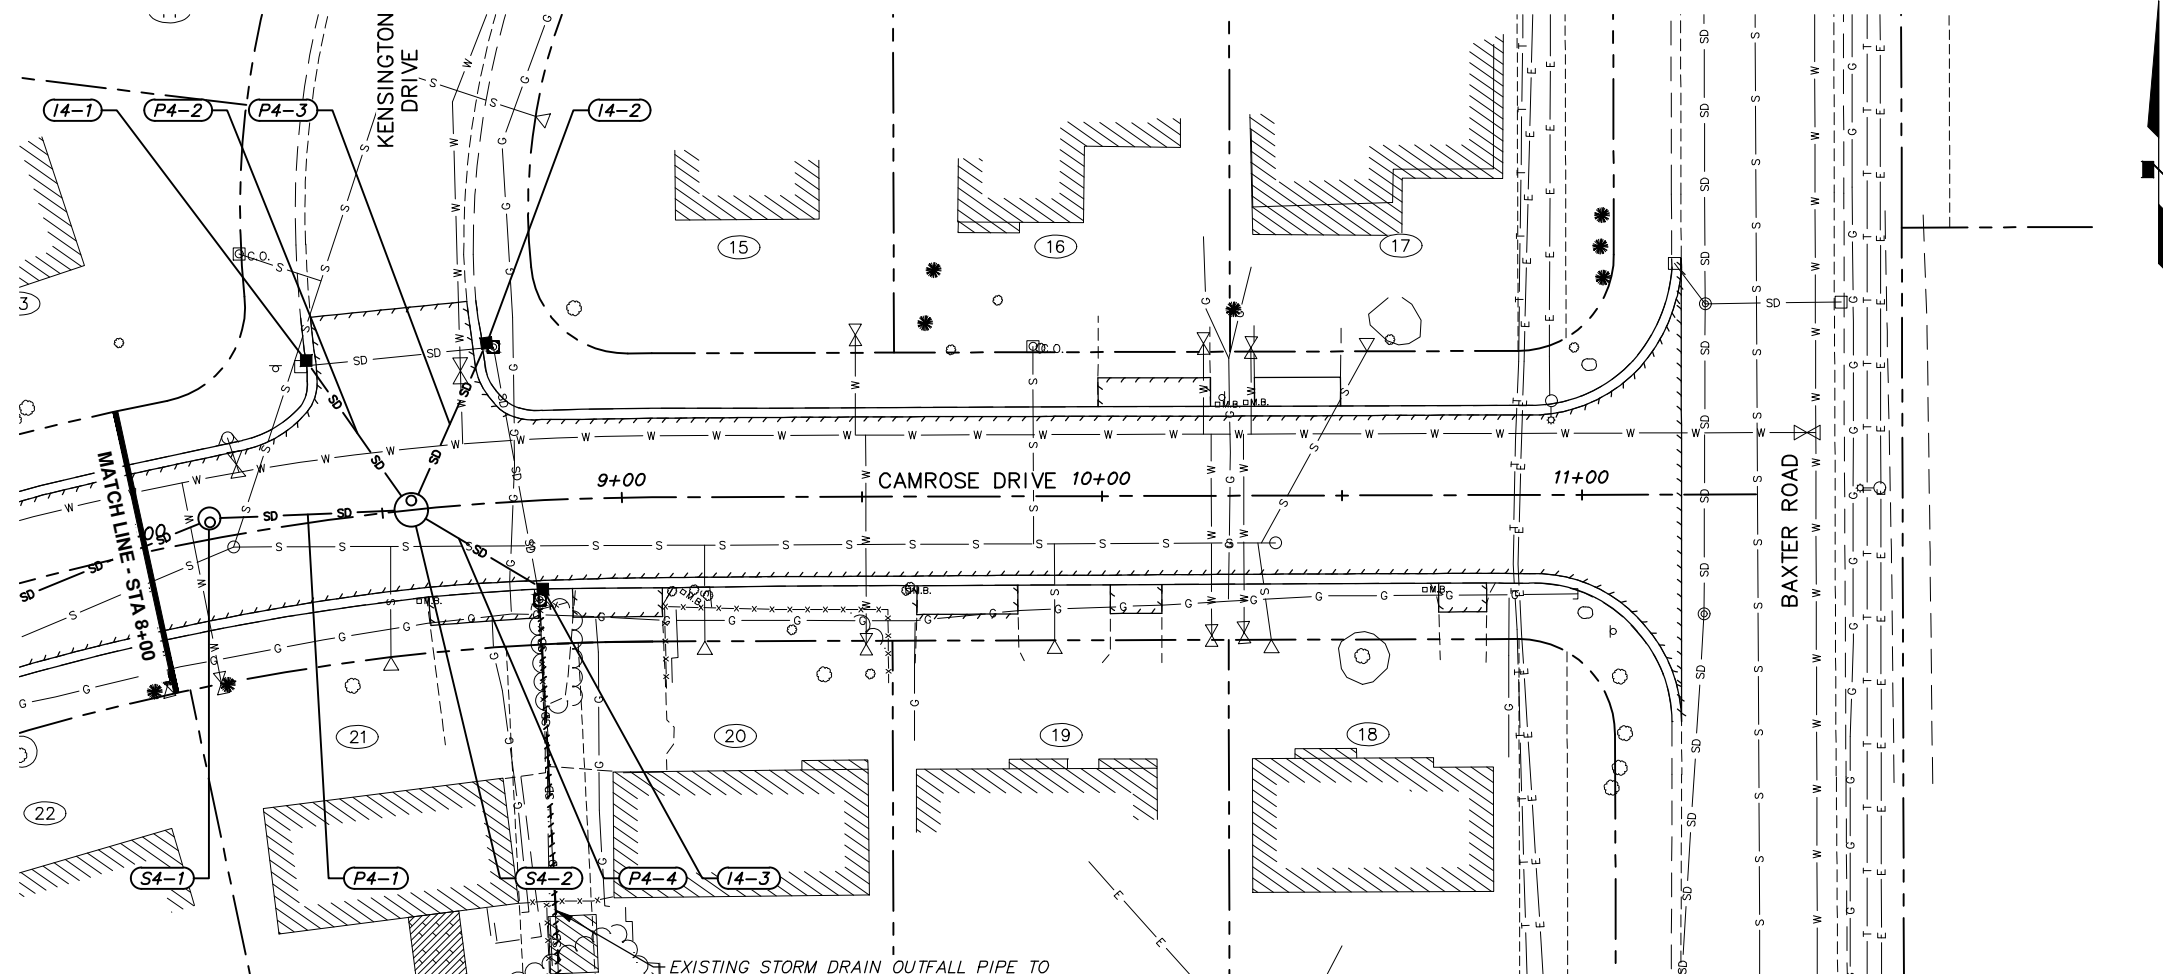 KENSINGTON
DRIVE
I4-1
P4-2
P4-3
I4-2
15
16
17
C.O.
C.O.
M.B.
M.B.
MATCH LINE - STA 8+00
9+00
CAMROSE DRIVE
10+00
11+00
BAXTER ROAD
M.B.
M.B.
M.B.
M.B.
21
20
19
18
22
S4-1
P4-1
S4-2
P4-4
I4-3
EXISTING STORM DRAIN OUTFALL PIPE TO